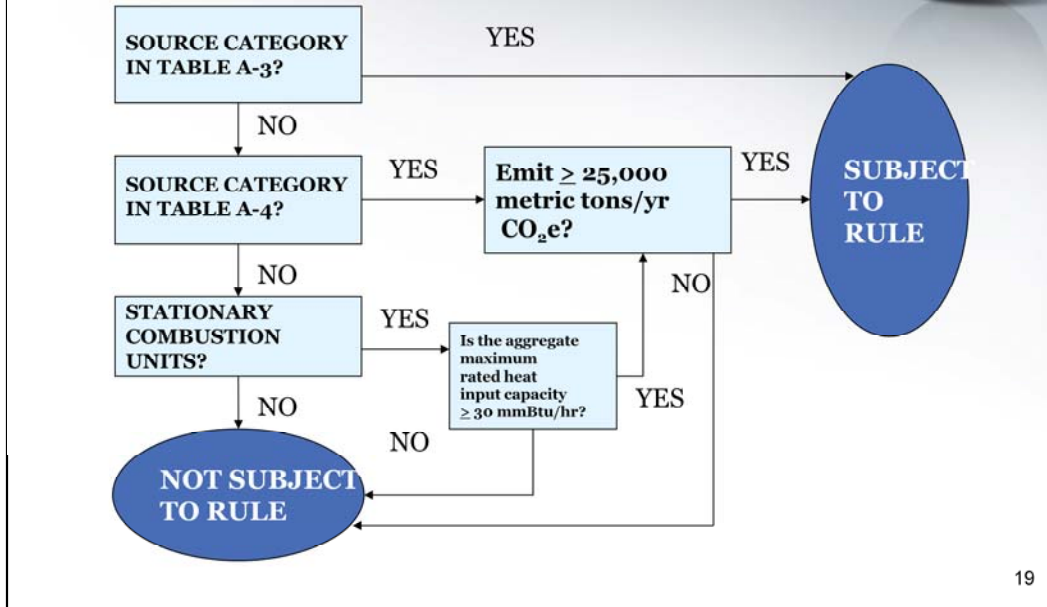 SOURCE CATEGORY
IN TABLE A-3?
YES
NO
SOURCE CATEGORY
IN TABLE A-4?
YES
Emit ≥ 25,000
metric tons/yr
CO₂e?
YES
SUBJECT
TO
RULE
NO
NO
STATIONARY
COMBUSTION
UNITS?
YES
Is the aggregate
maximum
rated heat
input capacity
≥ 30 mmBtu/hr?
YES
NO
NO
NOT SUBJECT
TO RULE
19